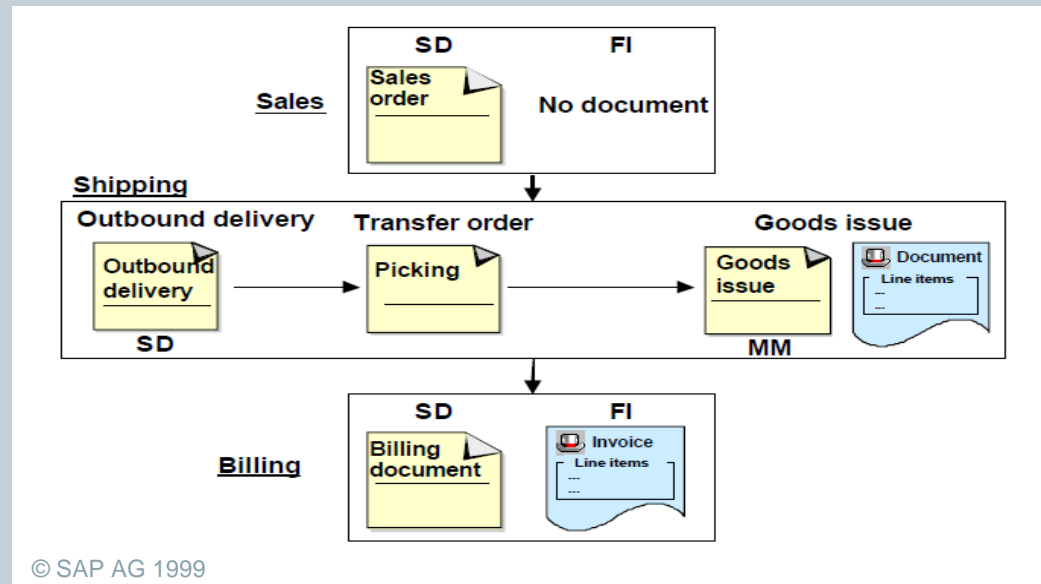 SD FI
Sales
order
Sales
No document
Shipping
Outbound delivery Transfer order Goods issue
Outbound
delivery
SD
Picking
Goods
issue
MM
Document
Line items
...
...
SD FI
Billing
Billing
document
Invoice
Line items
...
...
© SAP AG 1999